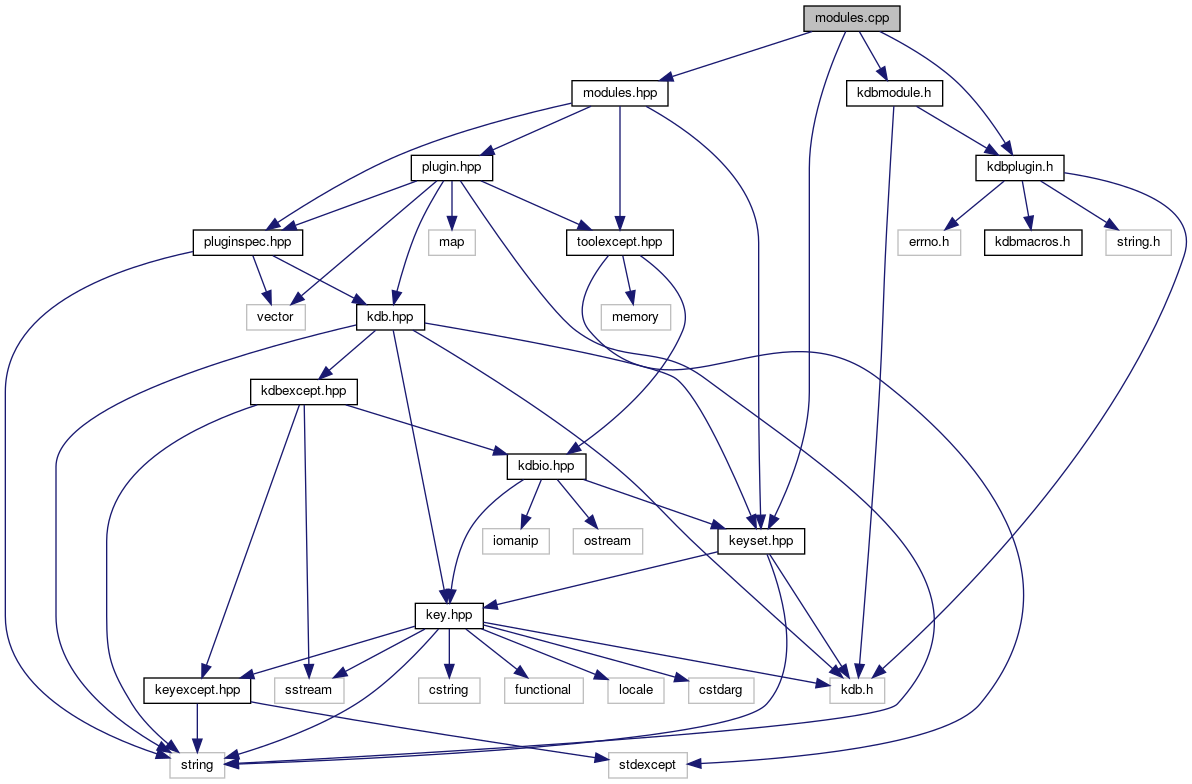 modules.cpp
modules.hpp
kdbmodule.h
plugin.hpp
kdbplugin.h
pluginspec.hpp
map
toolexcept.hpp
errno.h
kdbmacros.h
string.h
vector
kdb.hpp
memory
kdbexcept.hpp
kdbio.hpp
iomanip
ostream
keyset.hpp
key.hpp
keyexcept.hpp
sstream
cstring
functional
locale
cstdarg
kdb.h
string
stdexcept